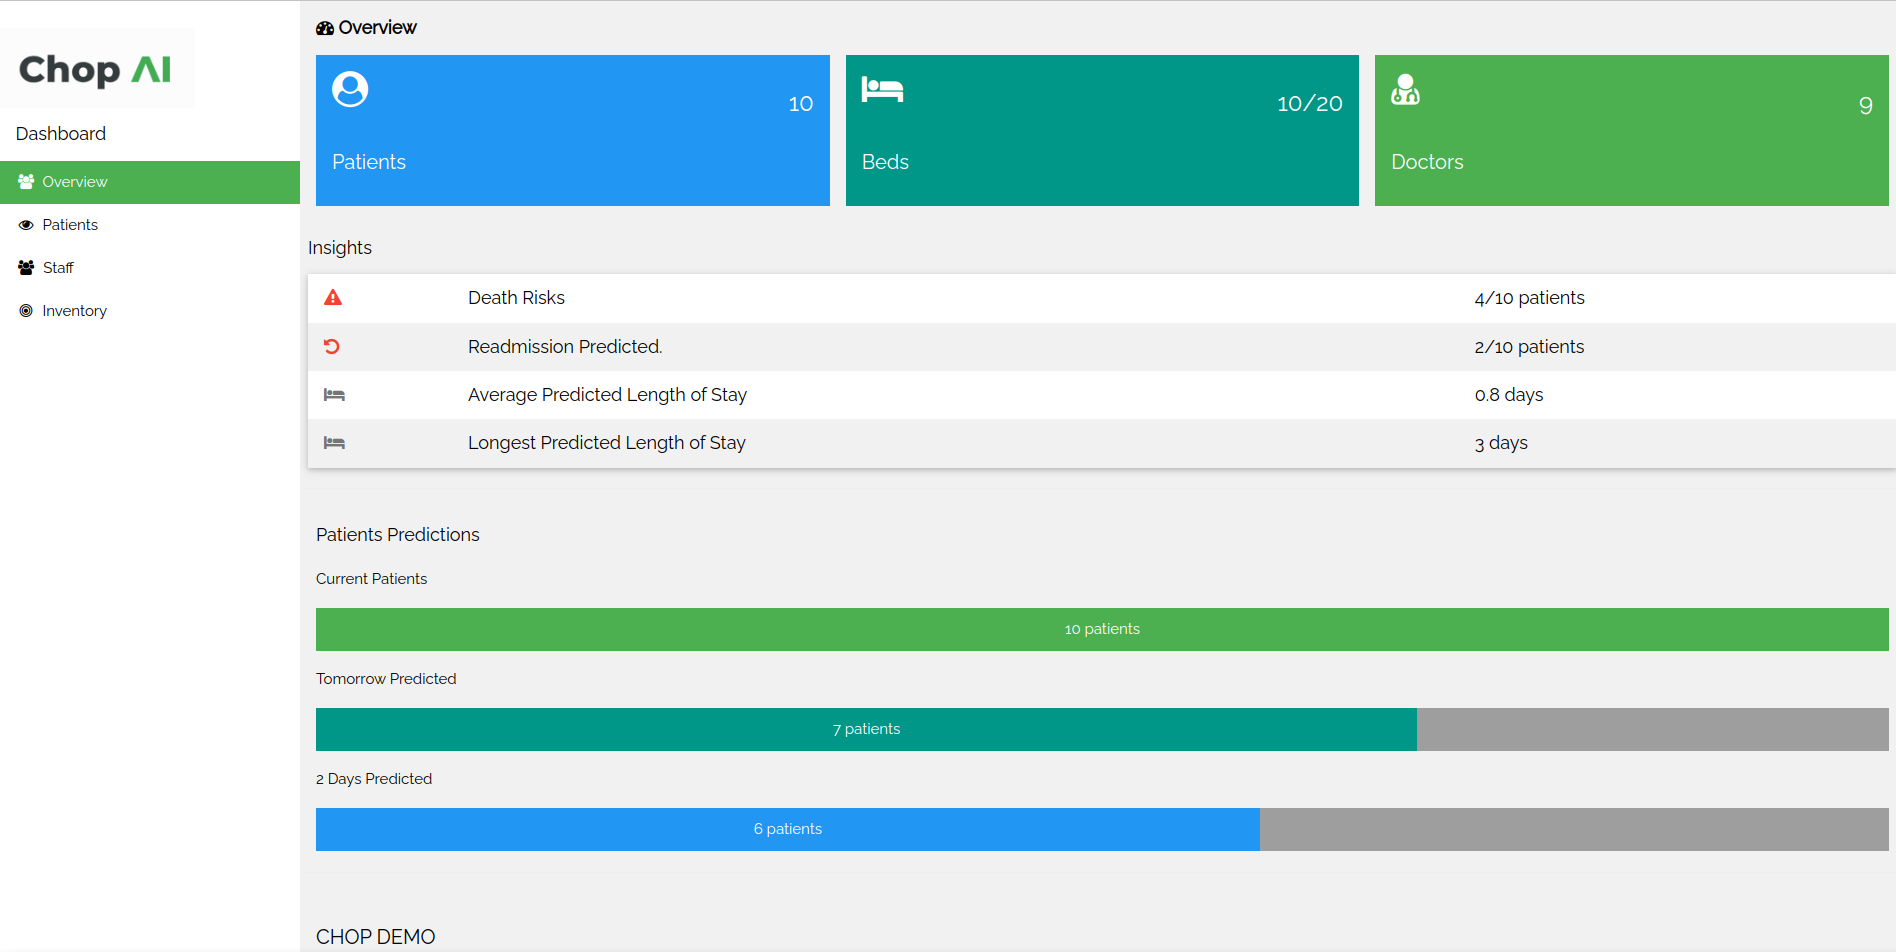 Chop AI
Dashboard
Overview
Patients
Staff
Inventory
Overview
10
Patients
10/20
Beds
9
Doctors
Insights
Death Risks 4/10 patients
Readmission Predicted. 2/10 patients
Average Predicted Length of Stay 0.8 days
Longest Predicted Length of Stay 3 days
Patients Predictions
Current Patients
10 patients
Tomorrow Predicted
7 patients
2 Days Predicted
6 patients
CHOP DEMO